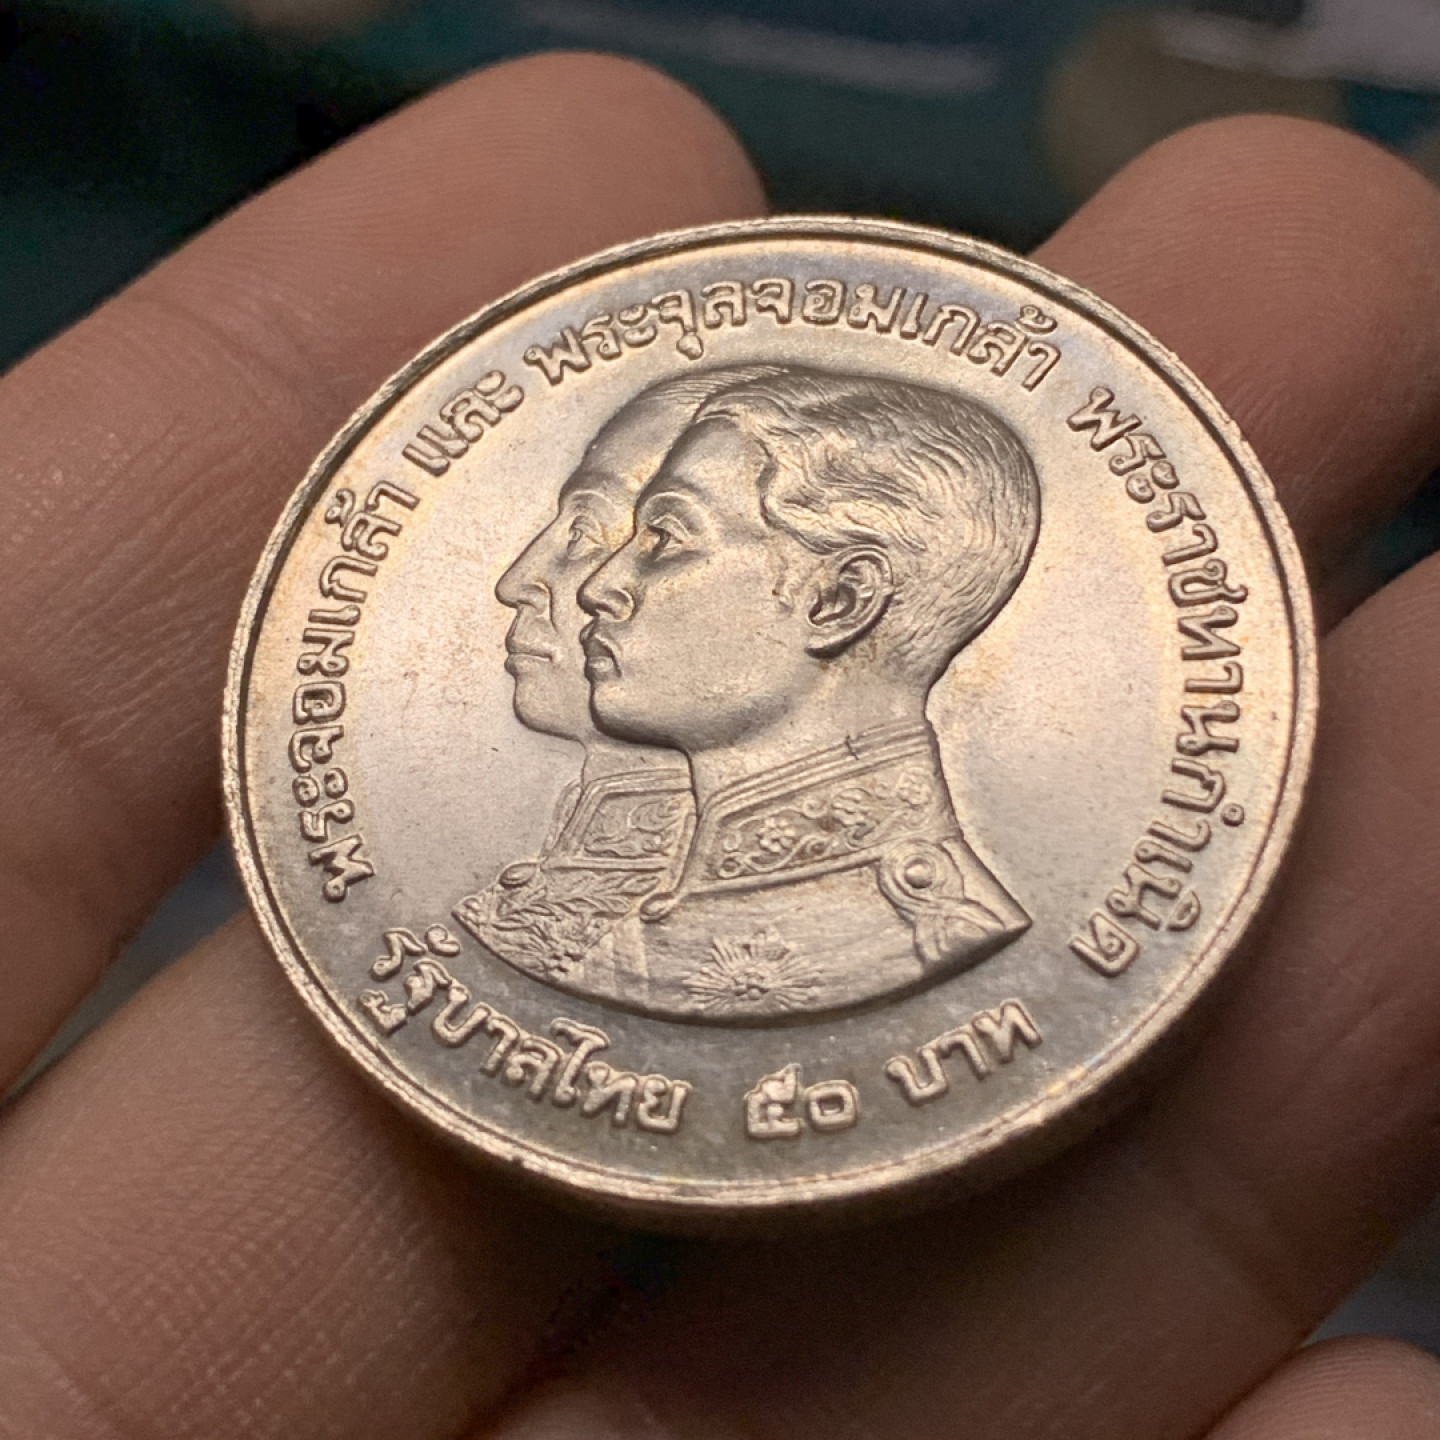 พระจอมเกล้า และ พระจุลจอมเกล้า พระราชทานกำเนิด
รัฐบาลไทย ๕๐ บาท